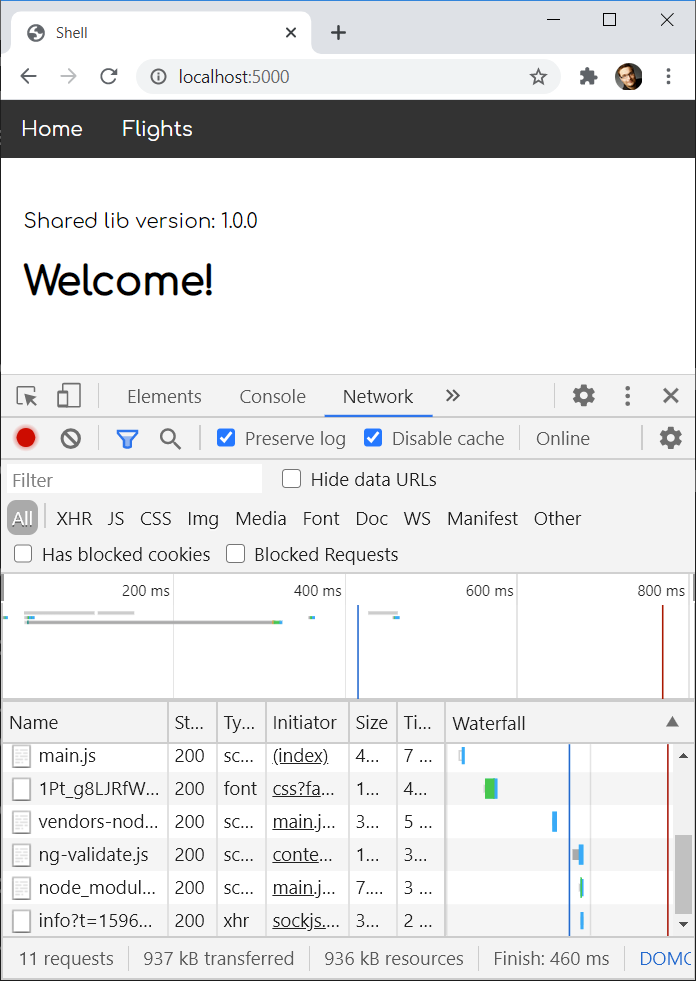 Shell
localhost:5000
Home Flights
Shared lib version: 1.0.0
Welcome!
Elements Console Network
Preserve log Disable cache Online
Filter Hide data URLs
All XHR JS CSS Img Media Font Doc WS Manifest Other
Has blocked cookies Blocked Requests
200 ms 400 ms 600 ms 800 ms
Name St... Ty... Initiator Size Ti... Waterfall
main.js 200 sc... (index) 4... 7 ...
1Pt_g8LJRfW... 200 font css?fa... 1... 4...
vendors-nod... 200 sc... main.j... 3... 5 ...
ng-validate.js 200 sc... conte... 1... 3...
node_modul... 200 sc... main.j... 7.... 3 ...
info?t=1596... 200 xhr sockjs.... 3... 2 ...
11 requests 937 kB transferred 936 kB resources Finish: 460 ms DOMC